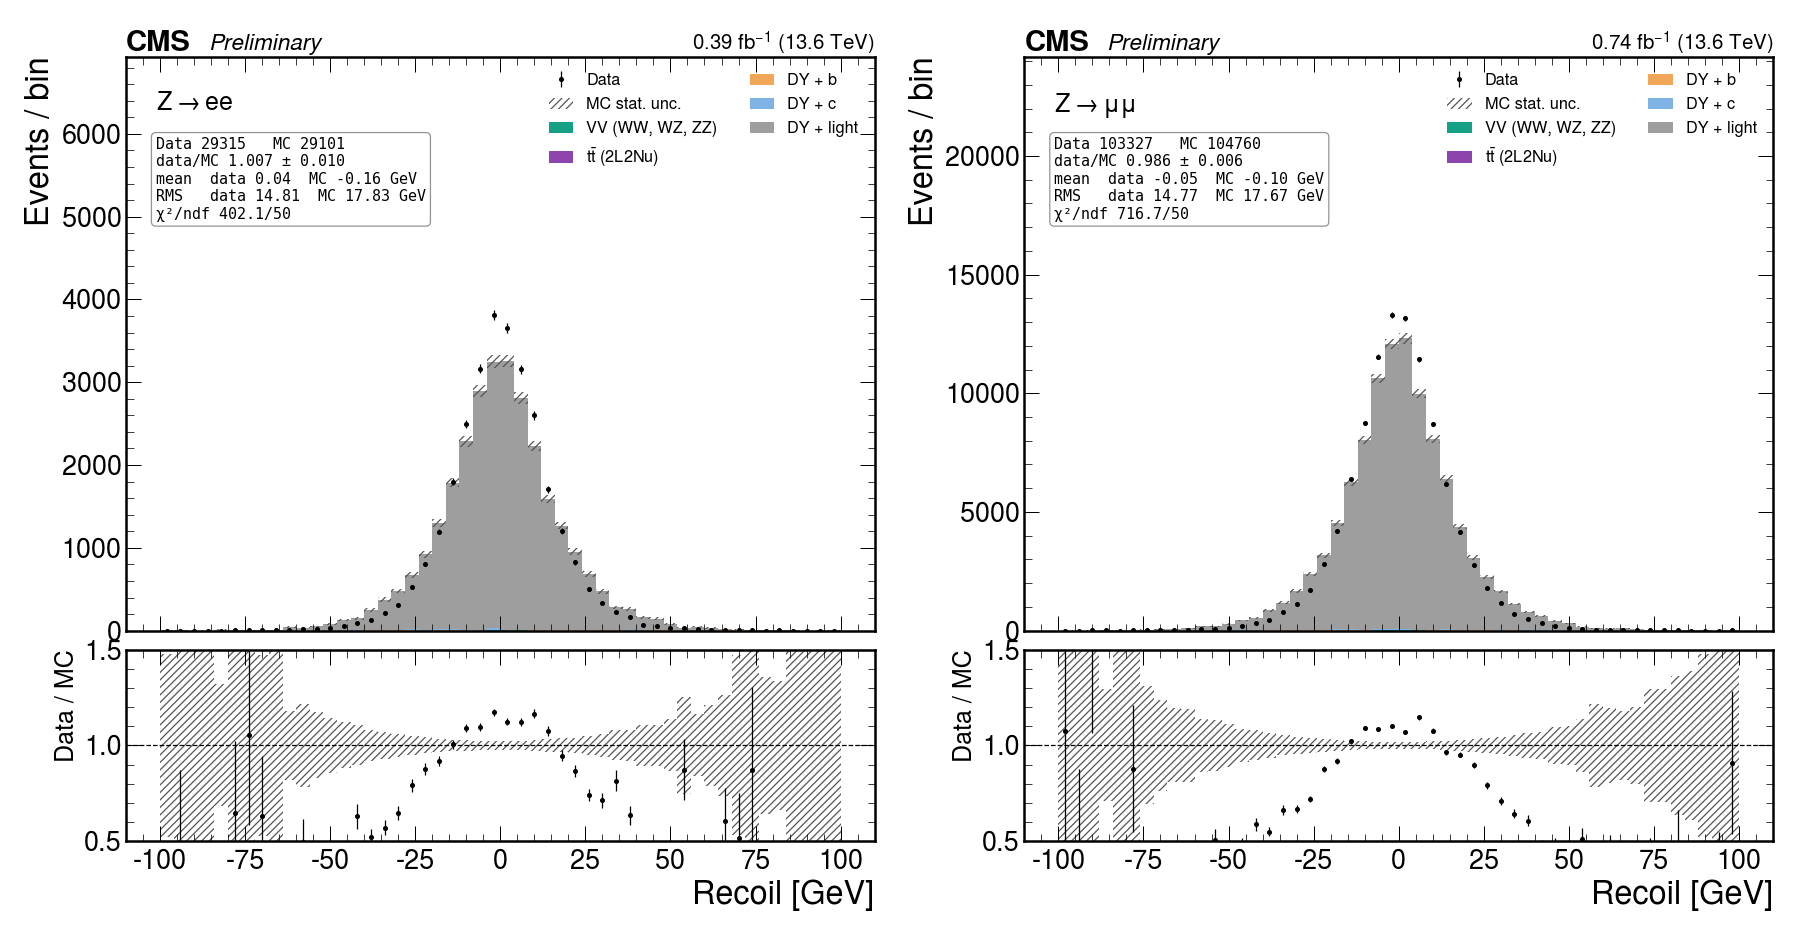 CMS Preliminary 0.39 fb⁻¹ (13.6 TeV)
Events / bin
Z→ee
Data 29315 MC 29101
data/MC 1.007 ± 0.010
mean data 0.04 MC -0.16 GeV
RMS data 14.81 MC 17.83 GeV
χ²/ndf 402.1/50
Data
MC stat. unc.
VV (WW, WZ, ZZ)
tt̄ (2L2Nu)
DY + b
DY + c
DY + light
6000
5000
4000
3000
2000
1000
0
Data / MC
1.5
1.0
0.5
-100 -75 -50 -25 0 25 50 75 100
Recoil [GeV]
CMS Preliminary 0.74 fb⁻¹ (13.6 TeV)
Events / bin
Z→μμ
Data 103327 MC 104760
data/MC 0.986 ± 0.006
mean data -0.05 MC -0.10 GeV
RMS data 14.77 MC 17.67 GeV
χ²/ndf 716.7/50
Data
MC stat. unc.
VV (WW, WZ, ZZ)
tt̄ (2L2Nu)
DY + b
DY + c
DY + light
20000
15000
10000
5000
0
Data / MC
1.5
1.0
0.5
-100 -75 -50 -25 0 25 50 75 100
Recoil [GeV]